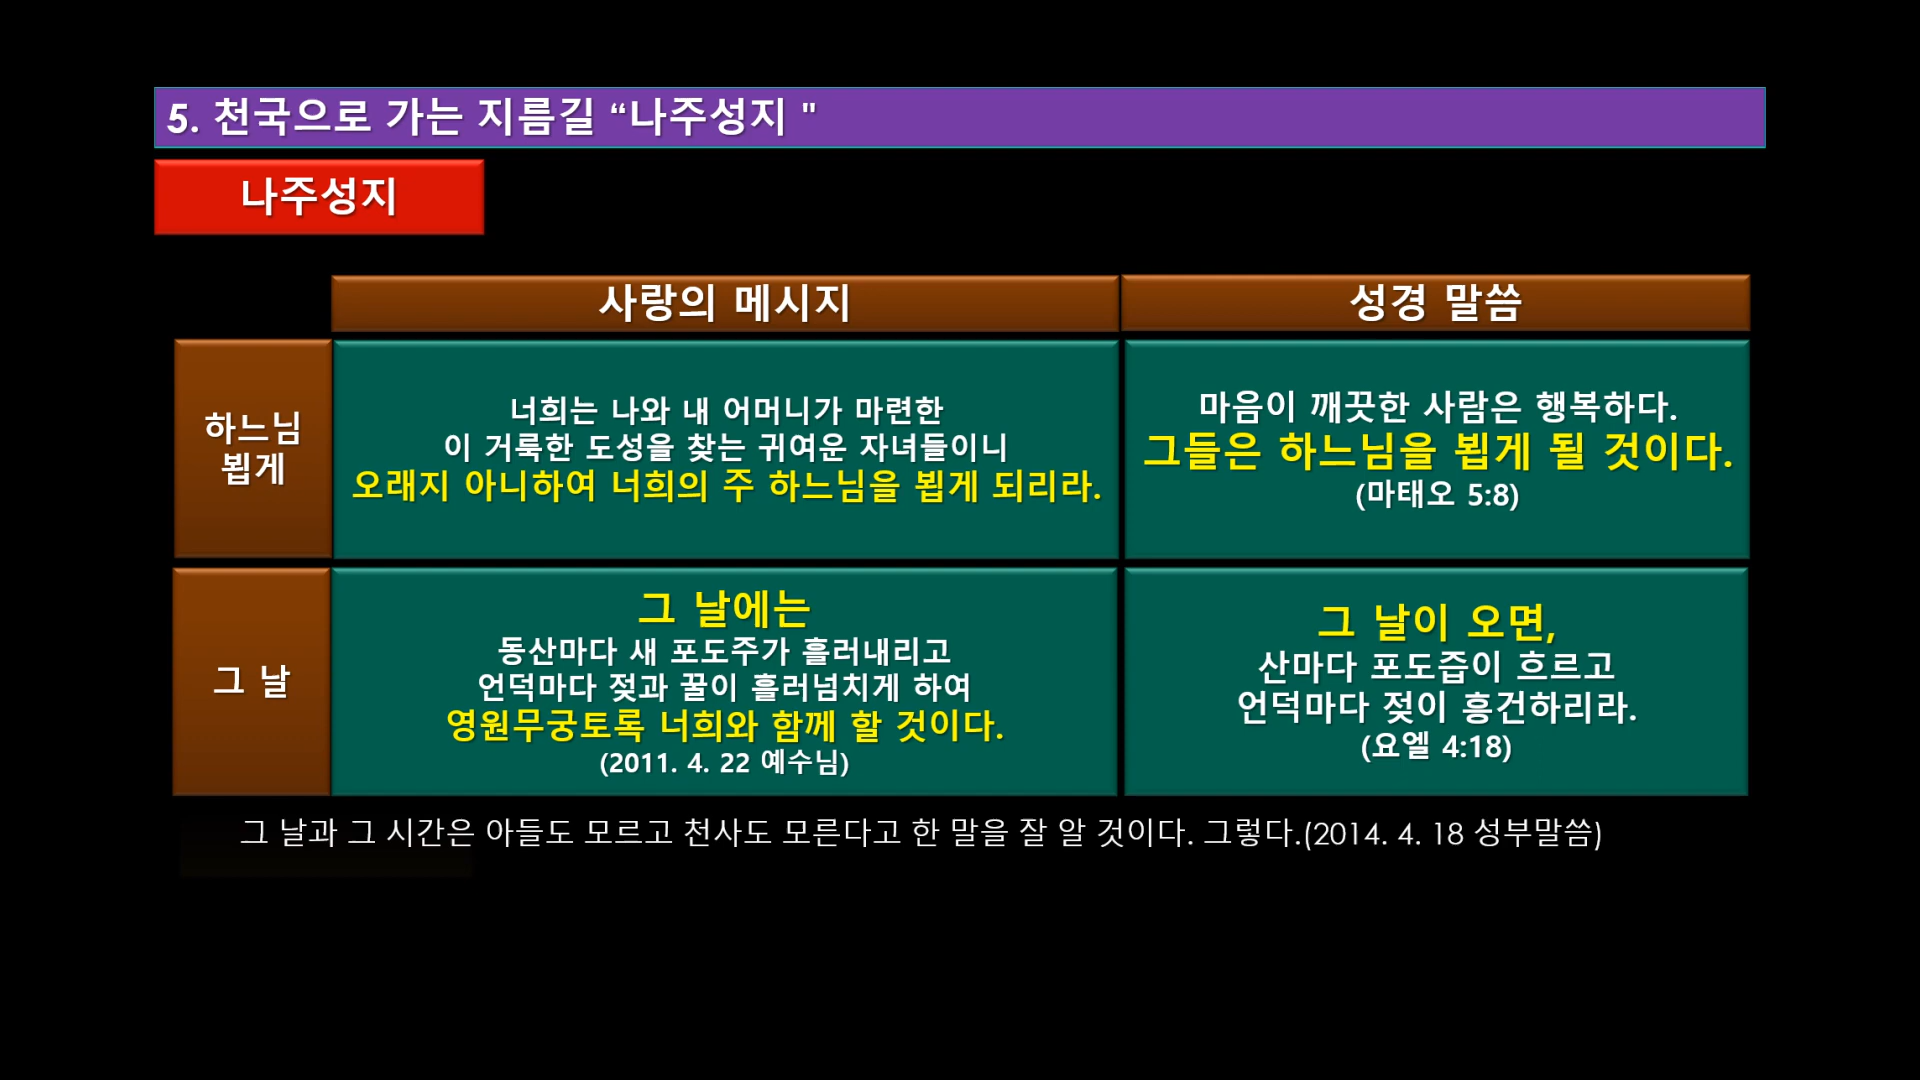 5. 천국으로 가는 지름길 “나주성지 "
나주성지
사랑의 메시지
성경 말씀
하느님
뵙게
너희는 나와 내 어머니가 마련한
이 거룩한 도성을 찾는 귀여운 자녀들이니
오래지 아니하여 너희의 주 하느님을 뵙게 되리라.
마음이 깨끗한 사람은 행복하다.
그들은 하느님을 뵙게 될 것이다.
(마태오 5:8)
그 날
그 날에는
동산마다 새 포도주가 흘러내리고
언덕마다 젖과 꿀이 흘러넘치게 하여
영원무궁토록 너희와 함께 할 것이다.
(2011. 4. 22 예수님)
그 날이 오면,
산마다 포도즙이 흐르고
언덕마다 젖이 흥건하리라.
(요엘 4:18)
그 날과 그 시간은 아들도 모르고 천사도 모른다고 한 말을 잘 알 것이다. 그렇다.(2014. 4. 18 성부말씀)